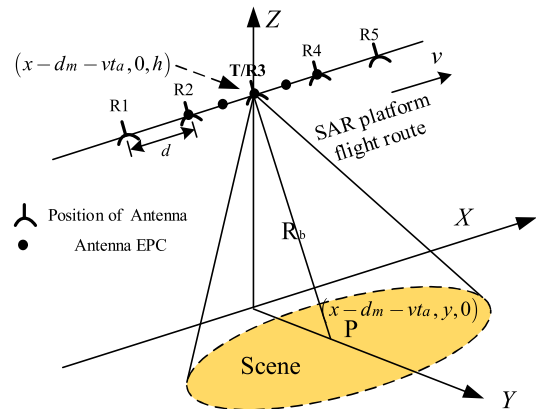 Z
R5
R4
(x − d_m − vt_a, 0, h)
T/R3
v
R2
R1
SAR platform
flight route
d
Position of Antenna
Antenna EPC
X
R_b
(x − d_m − vt_a, y, 0)
P
Scene
Y